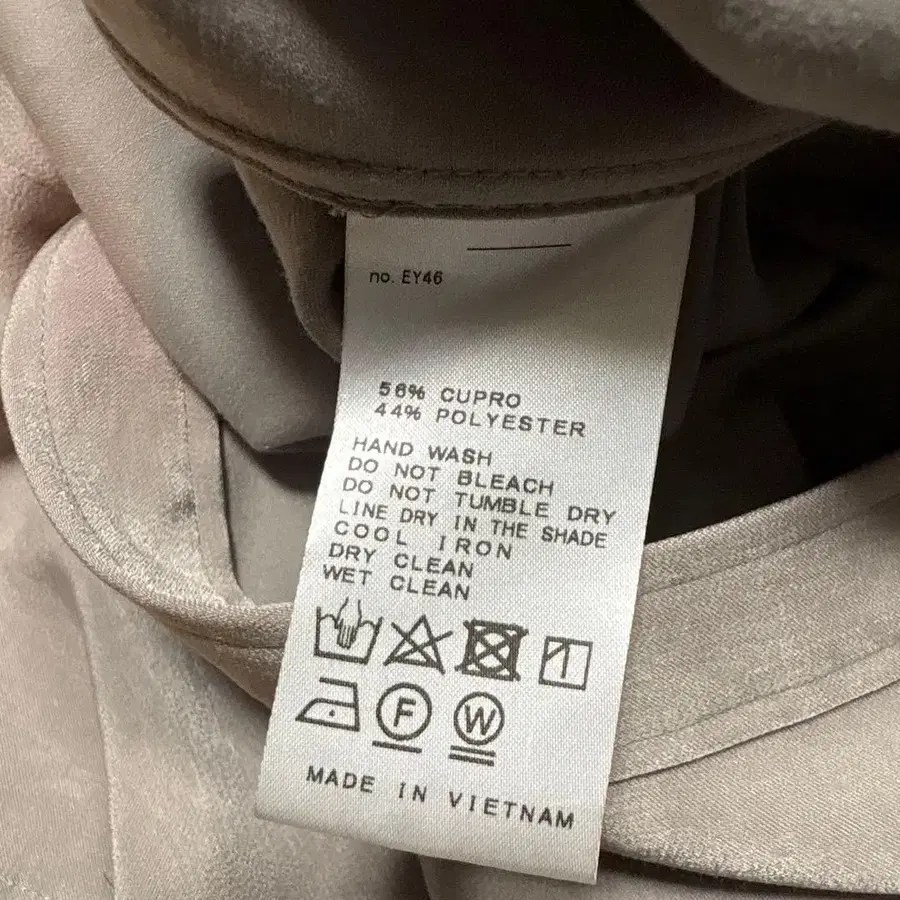 no. EY46
56% CUPRO
44% POLYESTER
HAND WASH
DO NOT BLEACH
DO NOT TUMBLE DRY
LINE DRY IN THE SHADE
COOL IRON
DRY CLEAN
WET CLEAN
F W
MADE IN VIETNAM